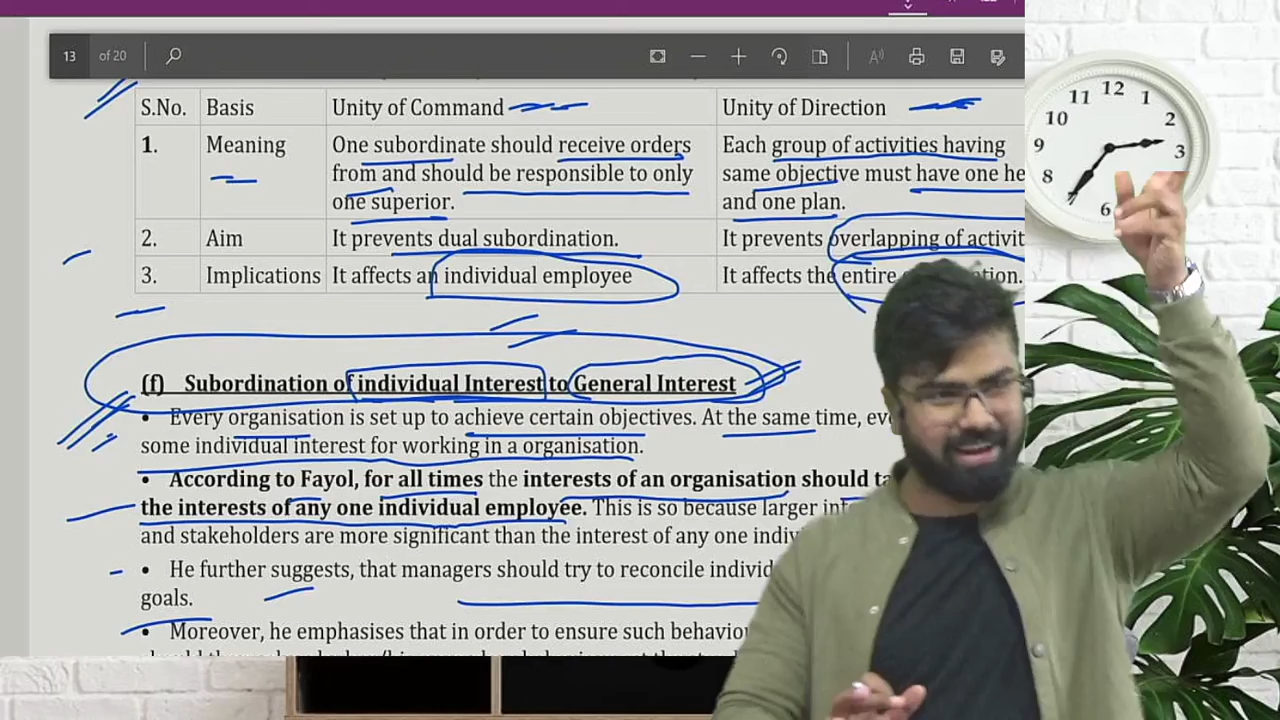 13 of 20
S.No. Basis Unity of Command Unity of Direction
1. Meaning One subordinate should receive orders Each group of activities having
from and should be responsible to only same objective must have one he
one superior. and one plan.
2. Aim It prevents dual subordination. It prevents overlapping of activit
3. Implications It affects an individual employee It affects the entire
(f) Subordination of individual Interest to General Interest
• Every organisation is set up to achieve certain objectives. At the same time, ev
some individual interest for working in a organisation.
• According to Fayol, for all times the interests of an organisation should ta
the interests of any one individual employee. This is so because larger int
and stakeholders are more significant than the interest of any one indiv
• He further suggests, that managers should try to reconcile individ
goals.
• Moreover, he emphasises that in order to ensure such behaviou
12
1
2
3
6
8
9
10
11